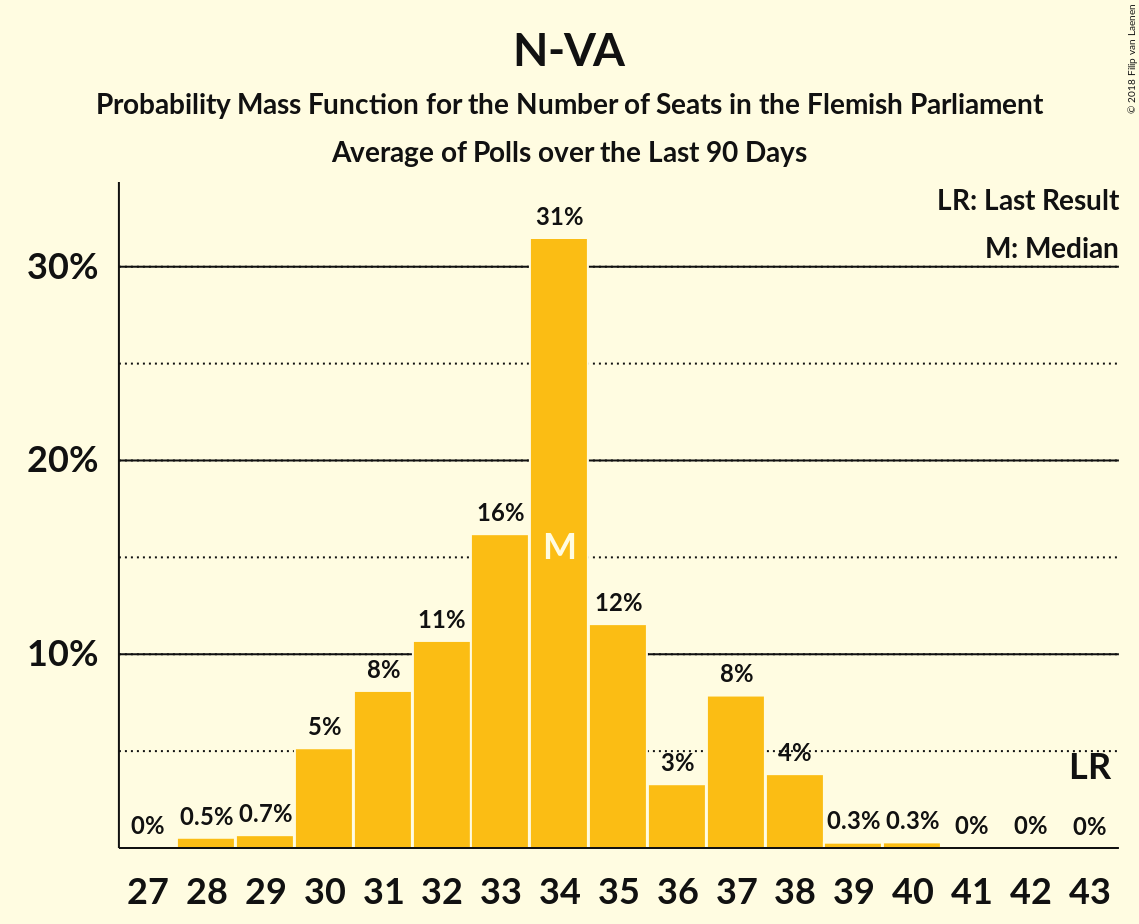 N-VA
Probability Mass Function for the Number of Seats in the Flemish Parliament
Average of Polls over the Last 90 Days
© 2018 Filip van Laenen
LR: Last Result
M: Median
30%
20%
10%
0%
0.5%
0.7%
5%
8%
11%
16%
31%
M
12%
3%
8%
4%
0.3%
0.3%
0%
0%
0%
LR
27 28 29 30 31 32 33 34 35 36 37 38 39 40 41 42 43